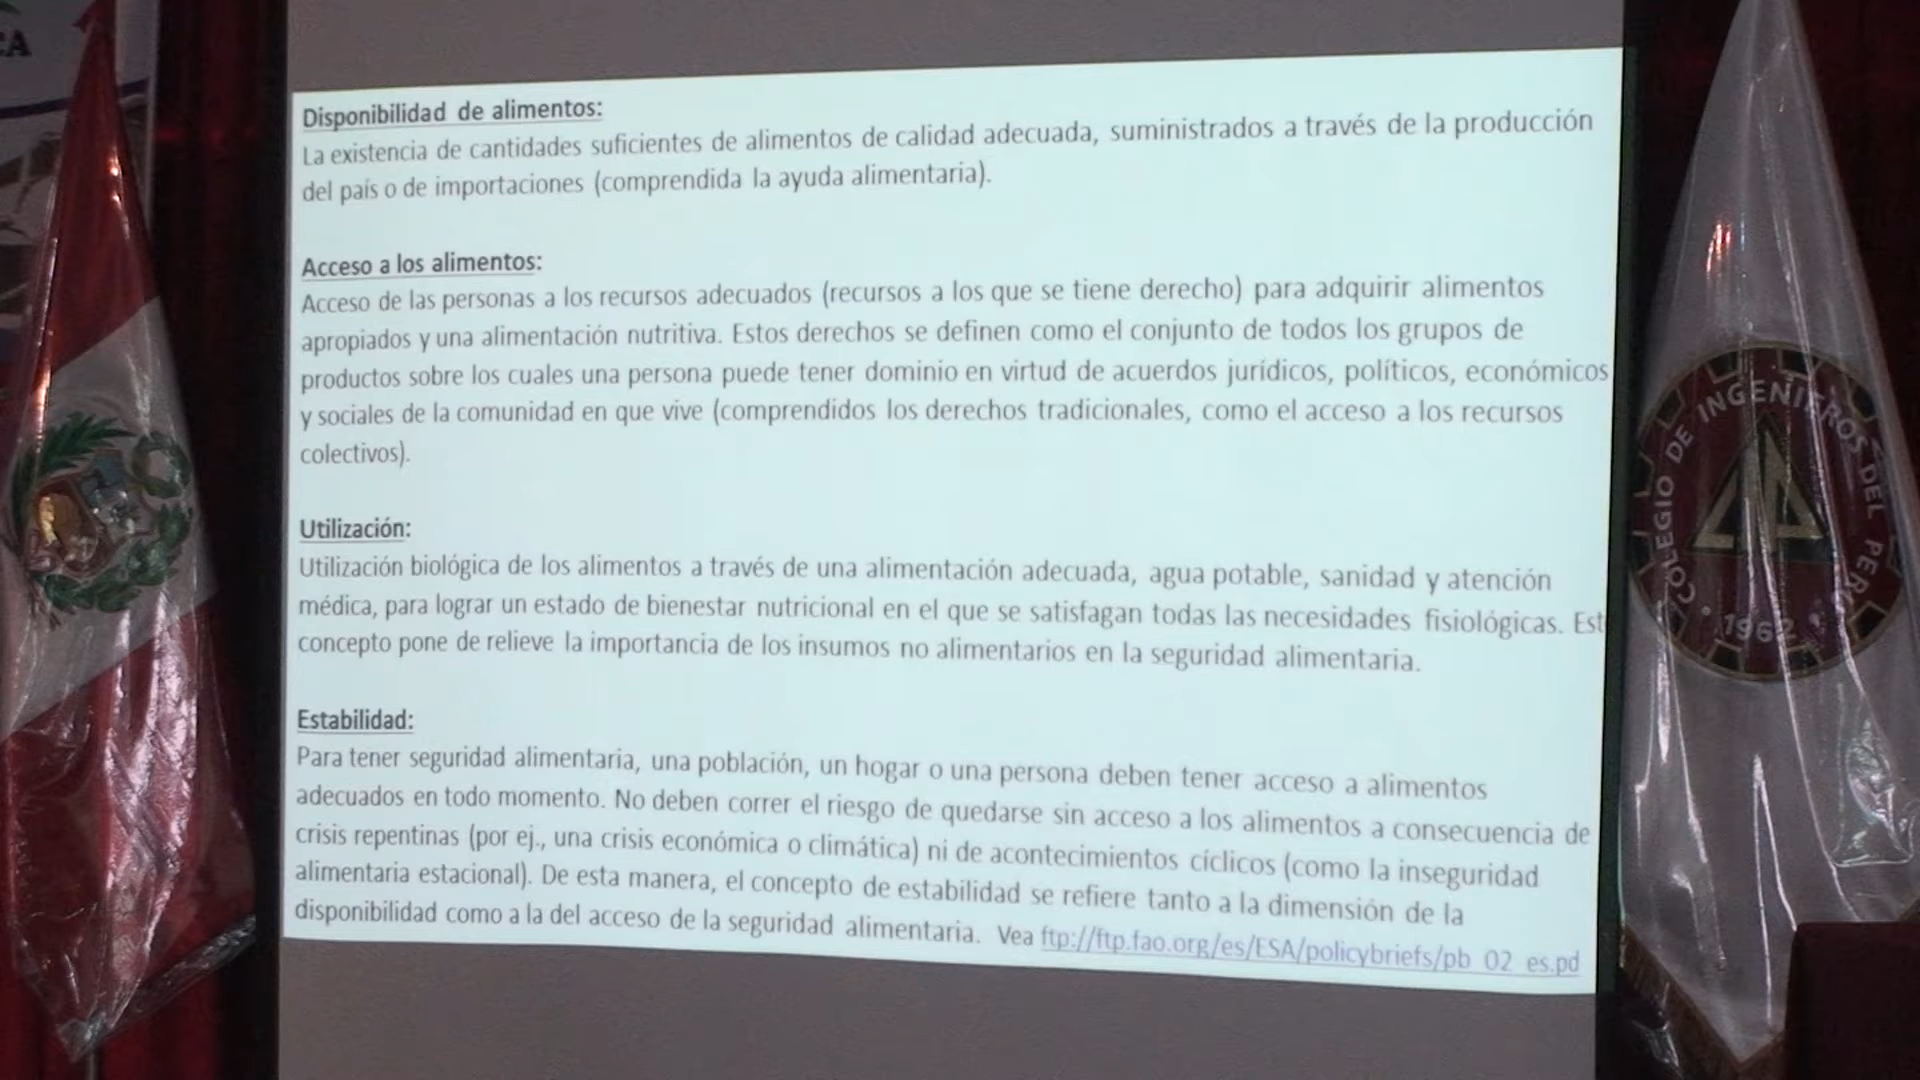 CA
Disponibilidad de alimentos:
La existencia de cantidades suficientes de alimentos de calidad adecuada, suministrados a través de la producción
del país o de importaciones (comprendida la ayuda alimentaria).
Acceso a los alimentos:
Acceso de las personas a los recursos adecuados (recursos a los que se tiene derecho) para adquirir alimentos
apropiados y una alimentación nutritiva. Estos derechos se definen como el conjunto de todos los grupos de
productos sobre los cuales una persona puede tener dominio en virtud de acuerdos jurídicos, políticos, económicos
y sociales de la comunidad en que vive (comprendidos los derechos tradicionales, como el acceso a los recursos
colectivos).
Utilización:
Utilización biológica de los alimentos a través de una alimentación adecuada, agua potable, sanidad y atención
médica, para lograr un estado de bienestar nutricional en el que se satisfagan todas las necesidades fisiológicas. Est
concepto pone de relieve la importancia de los insumos no alimentarios en la seguridad alimentaria.
Estabilidad:
Para tener seguridad alimentaria, una población, un hogar o una persona deben tener acceso a alimentos
adecuados en todo momento. No deben correr el riesgo de quedarse sin acceso a los alimentos a consecuencia de
crisis repentinas (por ej., una crisis económica o climática) ni de acontecimientos cíclicos (como la inseguridad
alimentaria estacional). De esta manera, el concepto de estabilidad se refiere tanto a la dimensión de la
disponibilidad como a la del acceso de la seguridad alimentaria. Vea ftp://ftp.fao.org/es/ESA/policybriefs/pb_02_es.pd
COLEGIO DE INGENIEROS DEL PERÚ
1962